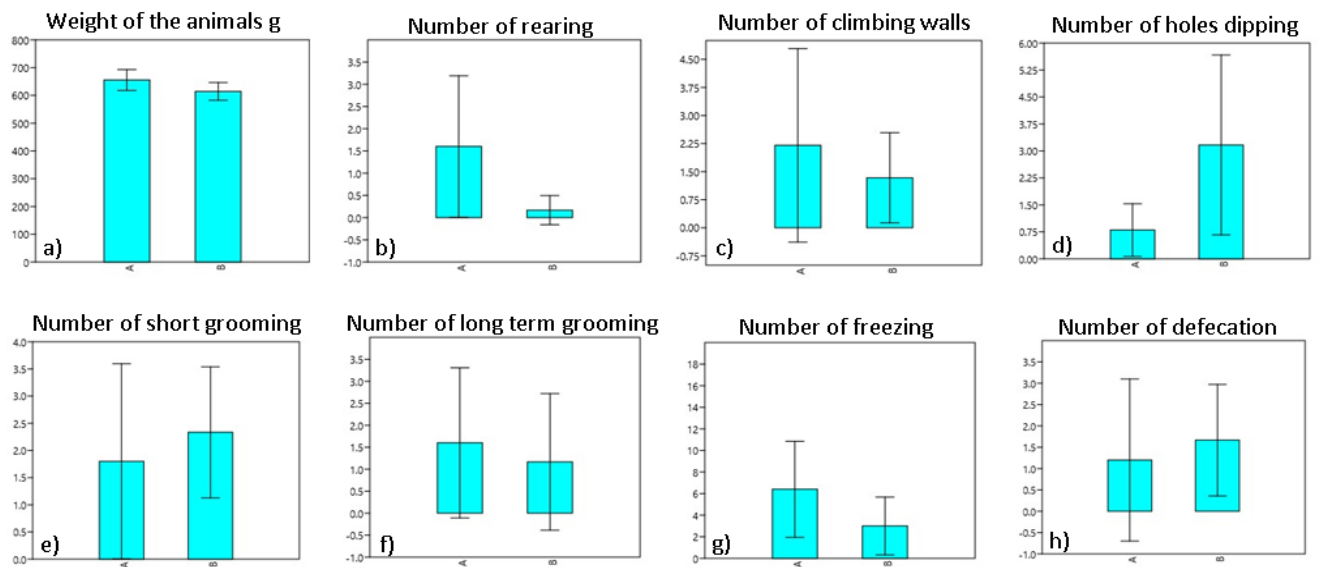 Weight of the animals g
800
700
600
500
400
300
200
100
0
a)
A
B
Number of rearing
3.5
3.0
2.5
2.0
1.5
1.0
0.5
0.0
-0.5
-1.0
b)
A
B
Number of climbing walls
4.50
3.75
3.00
2.25
1.50
0.75
0.00
-0.75
c)
A
B
Number of holes dipping
6.00
5.25
4.50
3.75
3.00
2.25
1.50
0.75
0.00
d)
A
B
Number of short grooming
4.0
3.5
3.0
2.5
2.0
1.5
1.0
0.5
0.0
e)
A
B
Number of long term grooming
3.5
3.0
2.5
2.0
1.5
1.0
0.5
0.0
-0.5
-1.0
f)
A
B
Number of freezing
18
16
14
12
10
8
6
4
2
0
g)
A
B
Number of defecation
3.5
3.0
2.5
2.0
1.5
1.0
0.5
0.0
-0.5
-1.0
h)
A
B